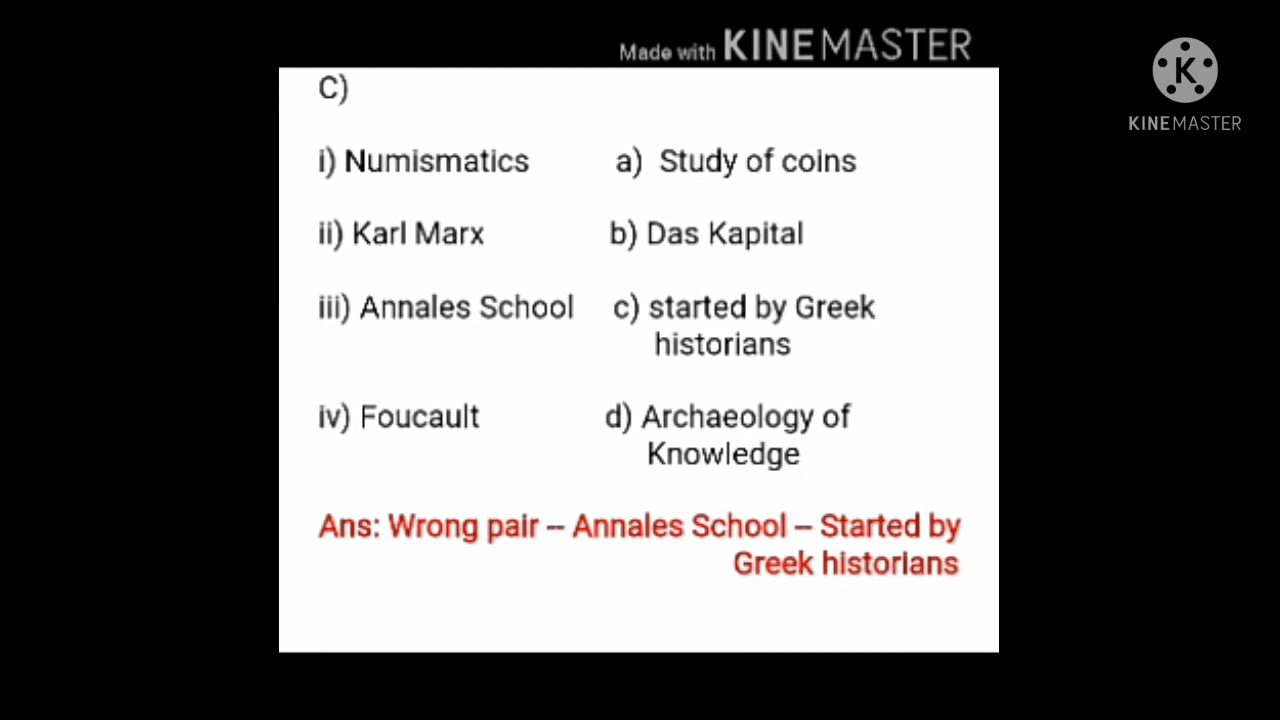 Made with KINEMASTER
K
KINEMASTER
C)
i) Numismatics a) Study of coins
ii) Karl Marx b) Das Kapital
iii) Annales School c) started by Greek
historians
iv) Foucault d) Archaeology of
Knowledge
Ans: Wrong pair -- Annales School -- Started by
Greek historians